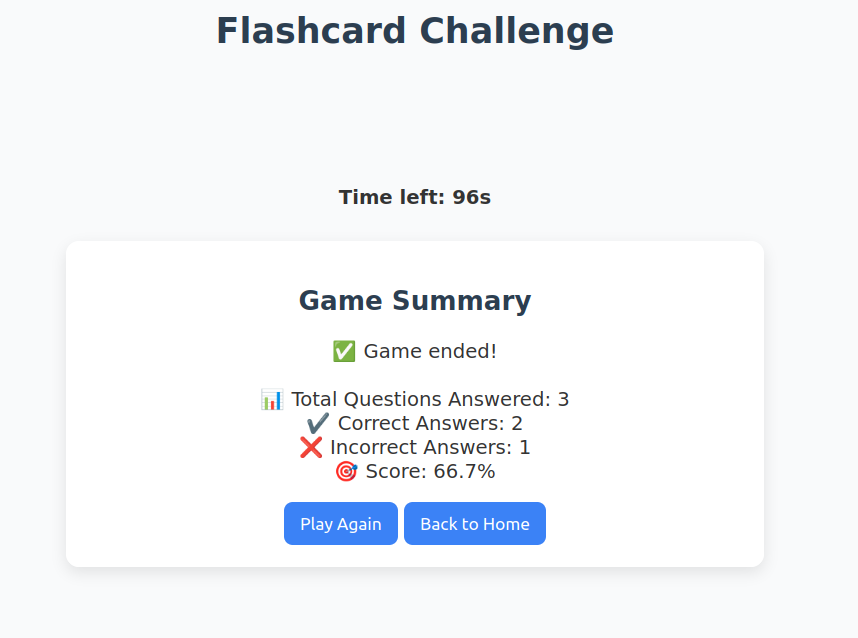 Flashcard Challenge
Time left: 96s
Game Summary
✅ Game ended!
📊 Total Questions Answered: 3
✔️ Correct Answers: 2
❌ Incorrect Answers: 1
🎯 Score: 66.7%
Play Again Back to Home